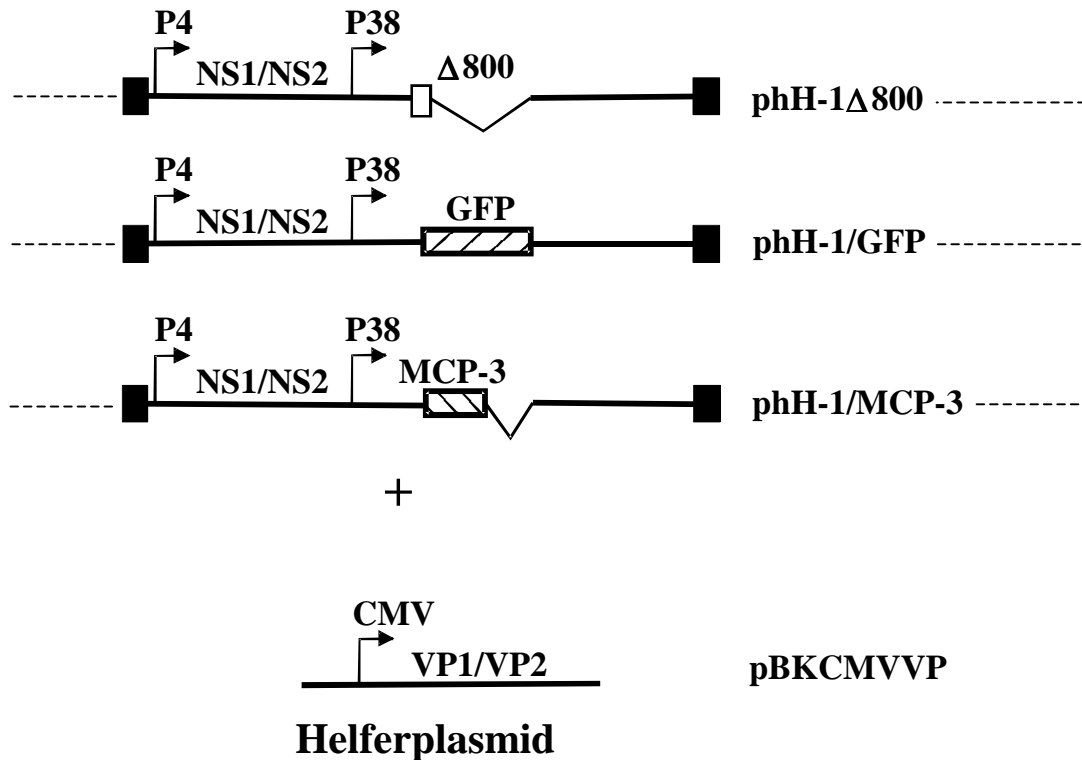 P4 P38 Δ800
NS1/NS2
phH-1Δ800
P4 P38
NS1/NS2 GFP
phH-1/GFP
P4 P38
NS1/NS2 MCP-3
phH-1/MCP-3
+
CMV
VP1/VP2
pBKCMVVP
Helferplasmid